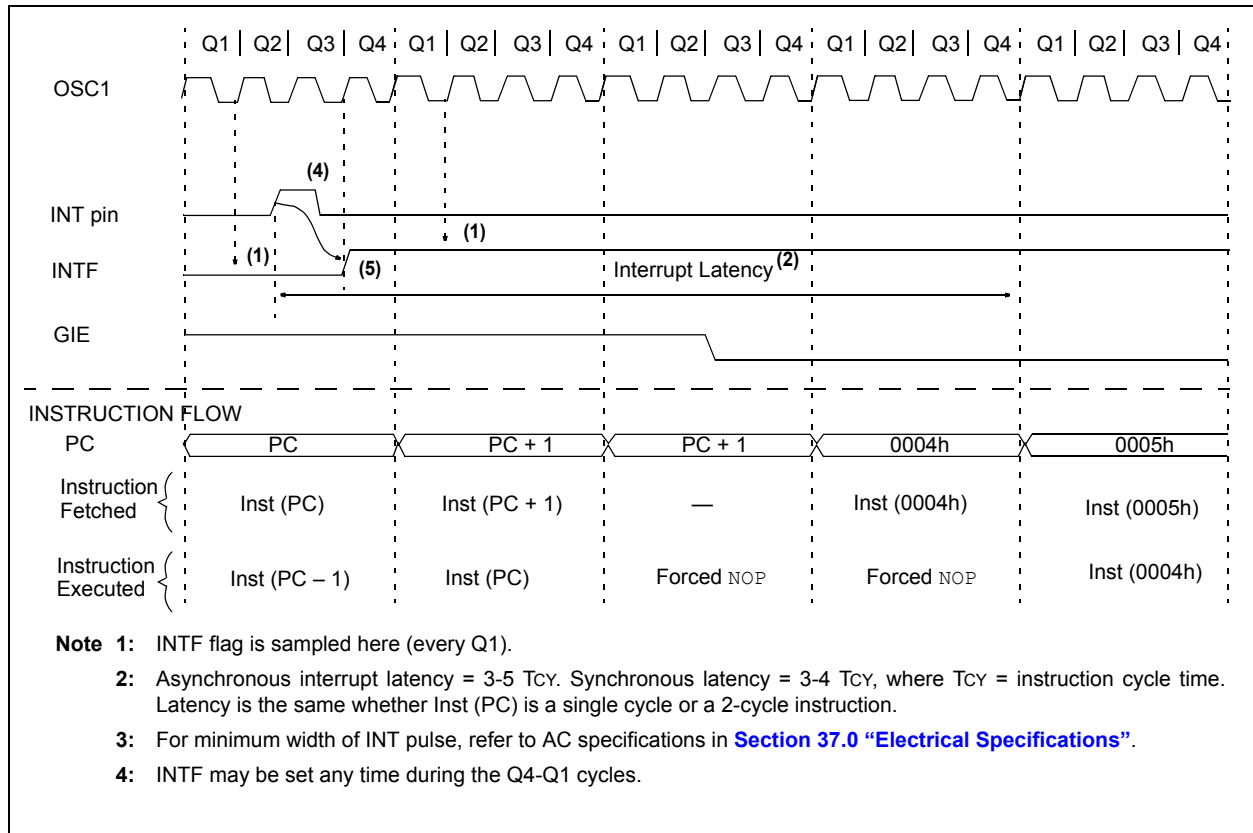 Q1 Q2 Q3 Q4 Q1 Q2 Q3 Q4 Q1 Q2 Q3 Q4 Q1 Q2 Q3 Q4 Q1 Q2 Q3 Q4
OSC1
(4)
INT pin
(1)
(1)
INTF
(5)
Interrupt Latency(2)
GIE
INSTRUCTION FLOW
PC PC PC + 1 PC + 1 0004h 0005h
Instruction
Fetched
Inst (PC) Inst (PC + 1) — Inst (0004h) Inst (0005h)
Instruction
Executed
Inst (PC – 1) Inst (PC) Forced NOP Forced NOP Inst (0004h)
Note 1: INTF flag is sampled here (every Q1).
2: Asynchronous interrupt latency = 3-5 TCY. Synchronous latency = 3-4 TCY, where TCY = instruction cycle time.
Latency is the same whether Inst (PC) is a single cycle or a 2-cycle instruction.
3: For minimum width of INT pulse, refer to AC specifications in Section 37.0 “Electrical Specifications”.
4: INTF may be set any time during the Q4-Q1 cycles.